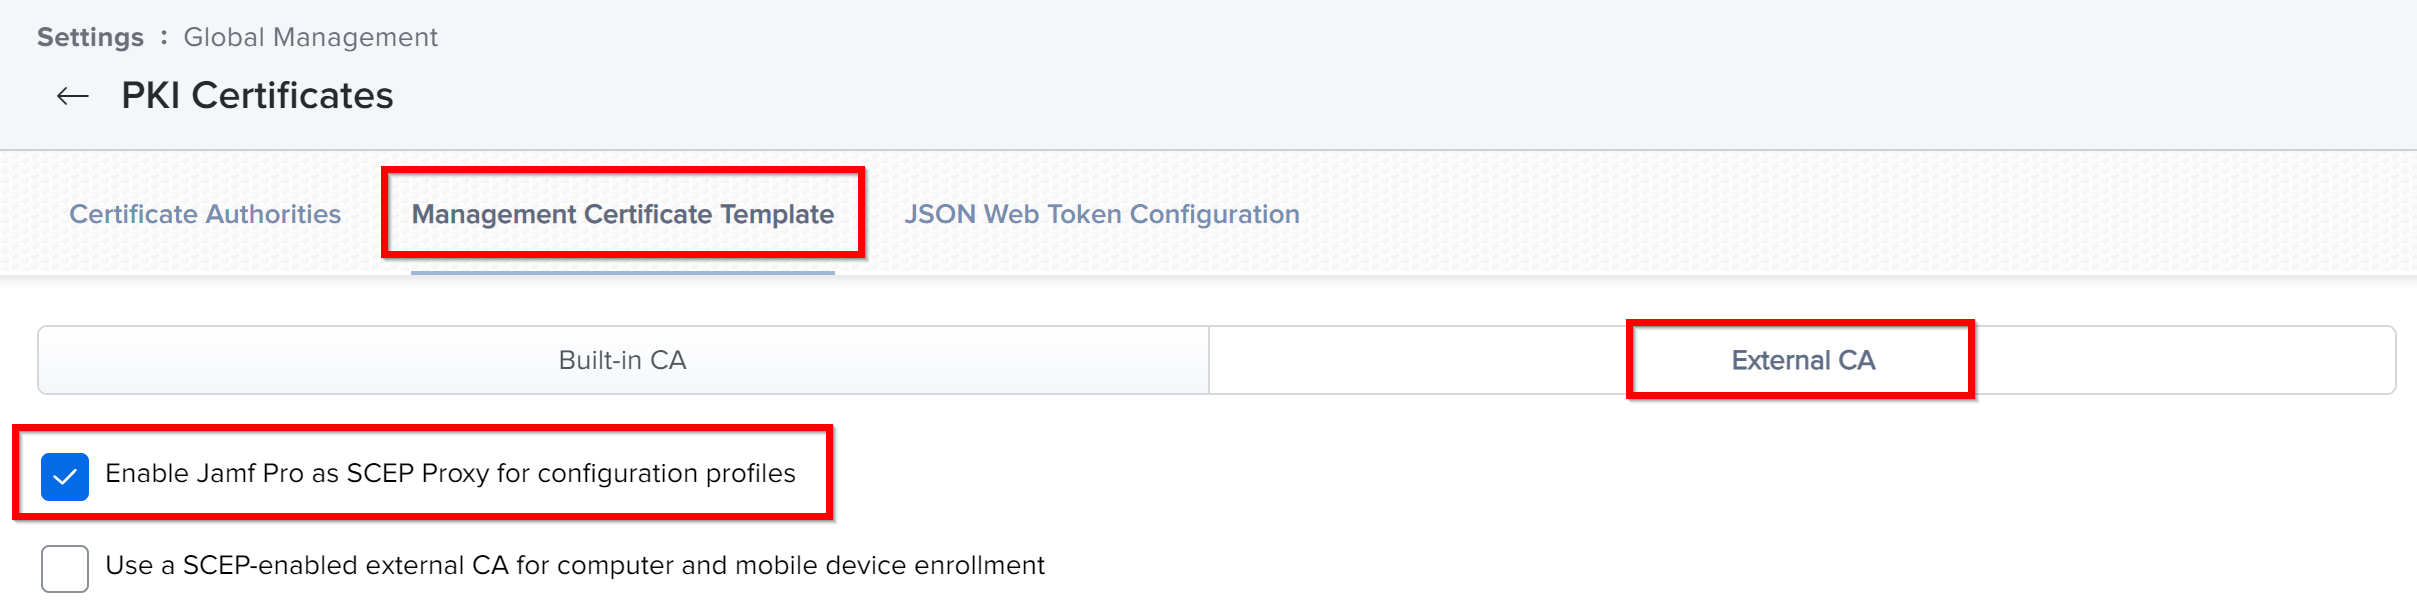 Settings : Global Management
← PKI Certificates
Certificate Authorities Management Certificate Template JSON Web Token Configuration
Built-in CA External CA
Enable Jamf Pro as SCEP Proxy for configuration profiles
Use a SCEP-enabled external CA for computer and mobile device enrollment